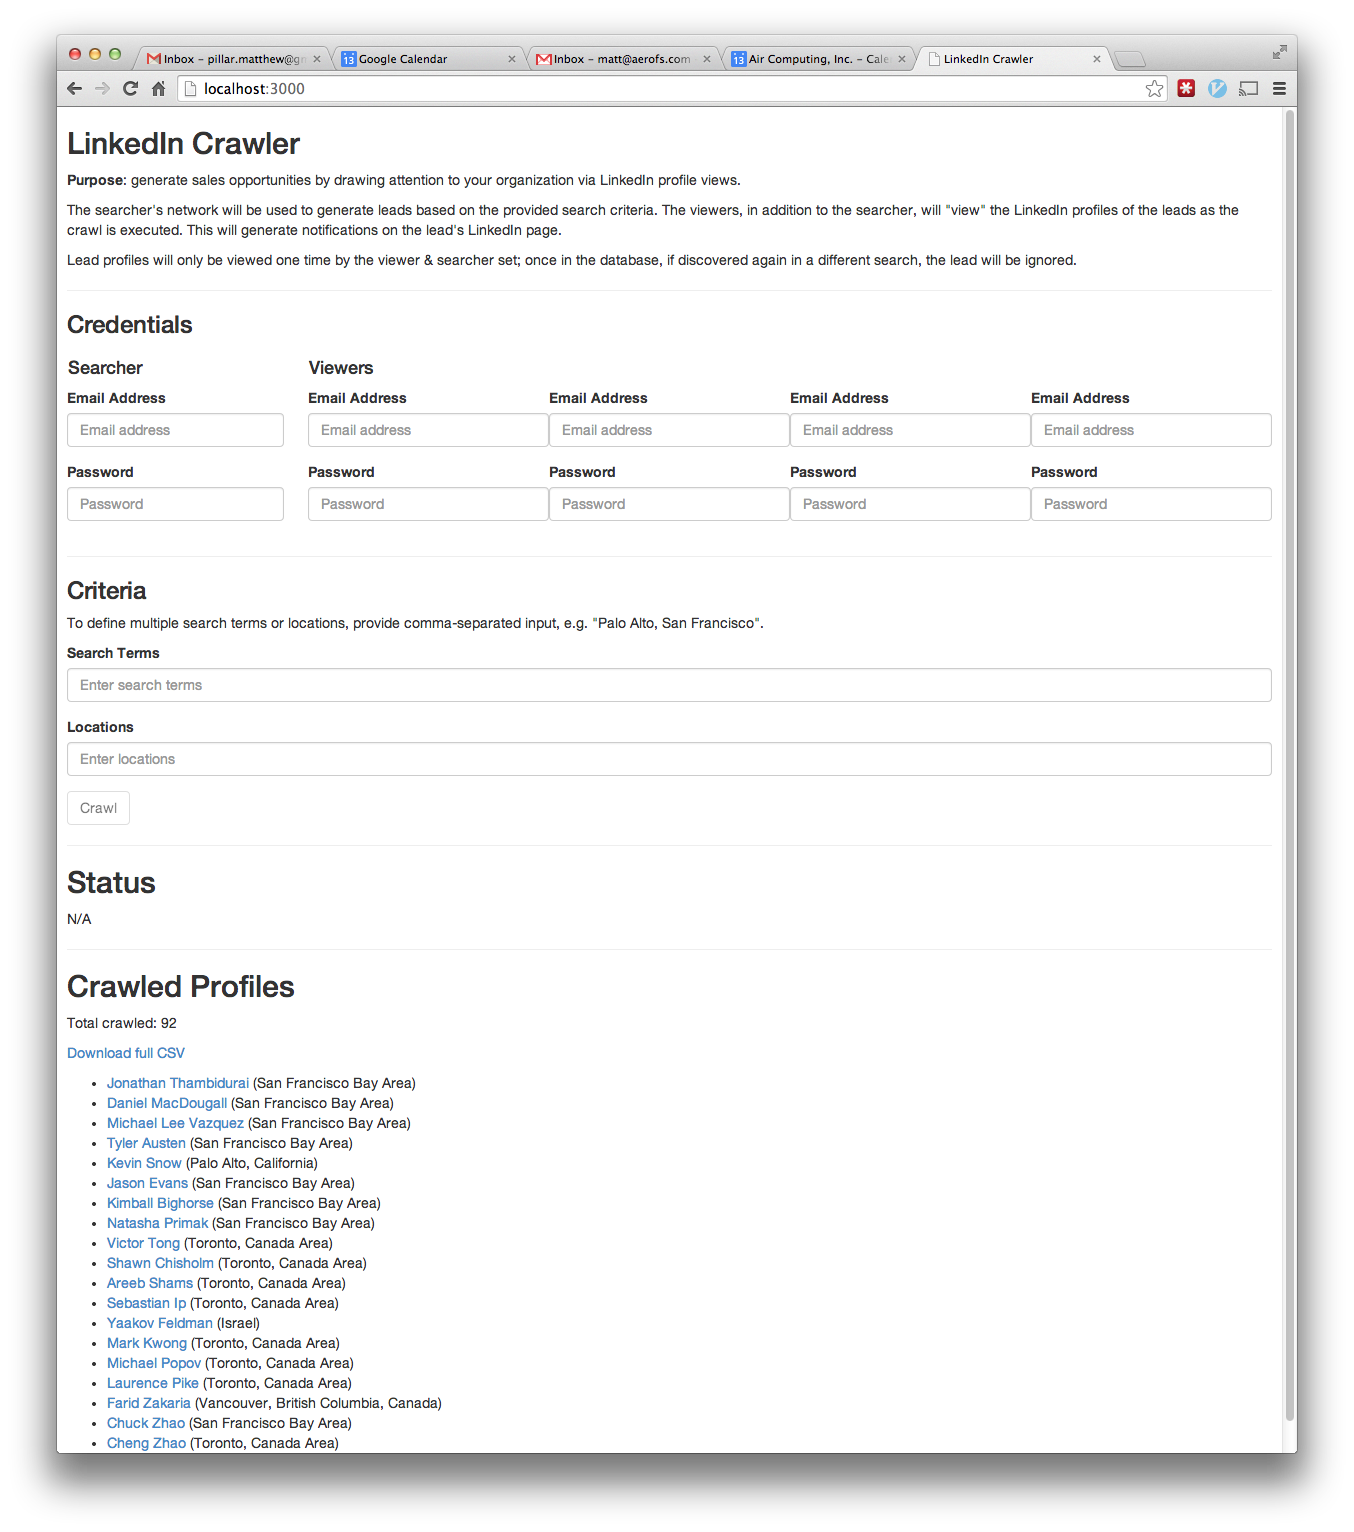 Inbox – pillar.matthew@g
Google Calendar
Inbox – matt@aerofs.com
Air Computing, Inc. – Cale
LinkedIn Crawler
localhost:3000
LinkedIn Crawler
Purpose: generate sales opportunities by drawing attention to your organization via LinkedIn profile views.
The searcher's network will be used to generate leads based on the provided search criteria. The viewers, in addition to the searcher, will "view" the LinkedIn profiles of the leads as the
crawl is executed. This will generate notifications on the lead's LinkedIn page.
Lead profiles will only be viewed one time by the viewer & searcher set; once in the database, if discovered again in a different search, the lead will be ignored.
Credentials
Searcher Viewers
Email Address Email Address Email Address Email Address Email Address
Email address Email address Email address Email address Email address
Password Password Password Password Password
Password Password Password Password Password
Criteria
To define multiple search terms or locations, provide comma-separated input, e.g. "Palo Alto, San Francisco".
Search Terms
Enter search terms
Locations
Enter locations
Crawl
Status
N/A
Crawled Profiles
Total crawled: 92
Download full CSV
• Jonathan Thambidurai (San Francisco Bay Area)
• Daniel MacDougall (San Francisco Bay Area)
• Michael Lee Vazquez (San Francisco Bay Area)
• Tyler Austen (San Francisco Bay Area)
• Kevin Snow (Palo Alto, California)
• Jason Evans (San Francisco Bay Area)
• Kimball Bighorse (San Francisco Bay Area)
• Natasha Primak (San Francisco Bay Area)
• Victor Tong (Toronto, Canada Area)
• Shawn Chisholm (Toronto, Canada Area)
• Areeb Shams (Toronto, Canada Area)
• Sebastian Ip (Toronto, Canada Area)
• Yaakov Feldman (Israel)
• Mark Kwong (Toronto, Canada Area)
• Michael Popov (Toronto, Canada Area)
• Laurence Pike (Toronto, Canada Area)
• Farid Zakaria (Vancouver, British Columbia, Canada)
• Chuck Zhao (San Francisco Bay Area)
• Cheng Zhao (Toronto, Canada Area)